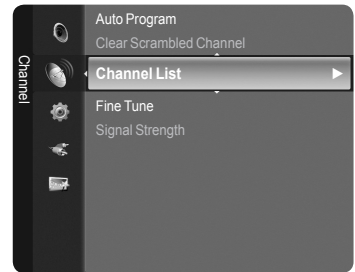 Channel
Auto Program
Clear Scrambled Channel
Channel List
Fine Tune
Signal Strength